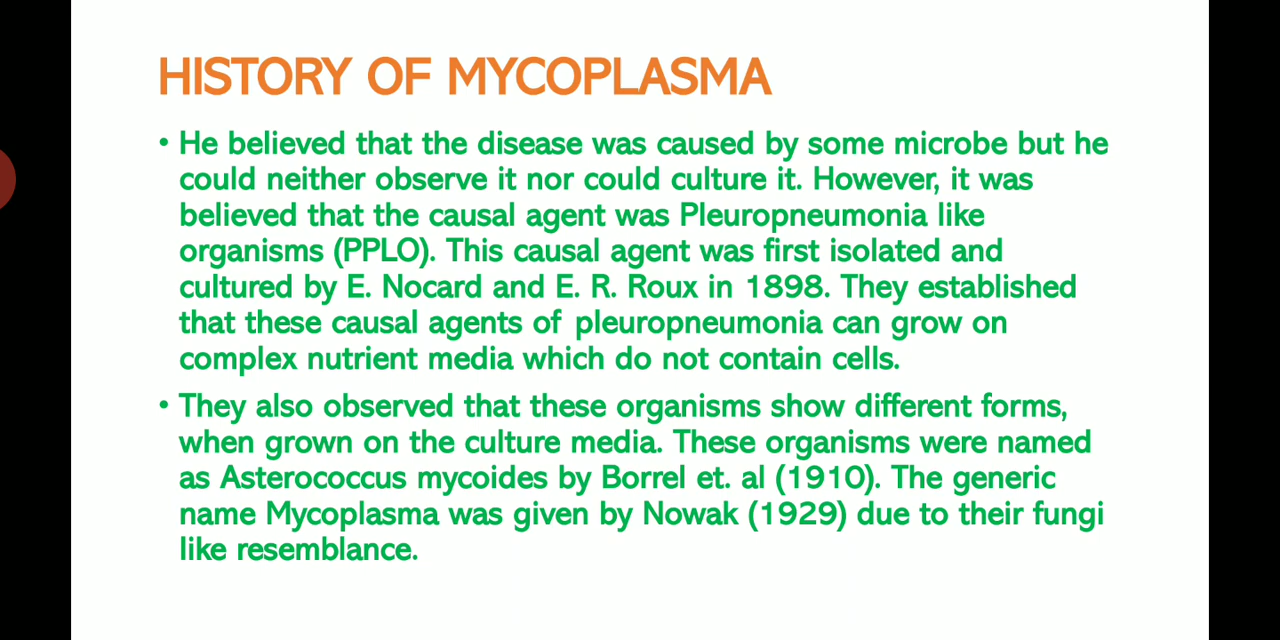 HISTORY OF MYCOPLASMA
• He believed that the disease was caused by some microbe but he
could neither observe it nor could culture it. However, it was
believed that the causal agent was Pleuropneumonia like
organisms (PPLO). This causal agent was first isolated and
cultured by E. Nocard and E. R. Roux in 1898. They established
that these causal agents of pleuropneumonia can grow on
complex nutrient media which do not contain cells.
• They also observed that these organisms show different forms,
when grown on the culture media. These organisms were named
as Asterococcus mycoides by Borrel et. al (1910). The generic
name Mycoplasma was given by Nowak (1929) due to their fungi
like resemblance.